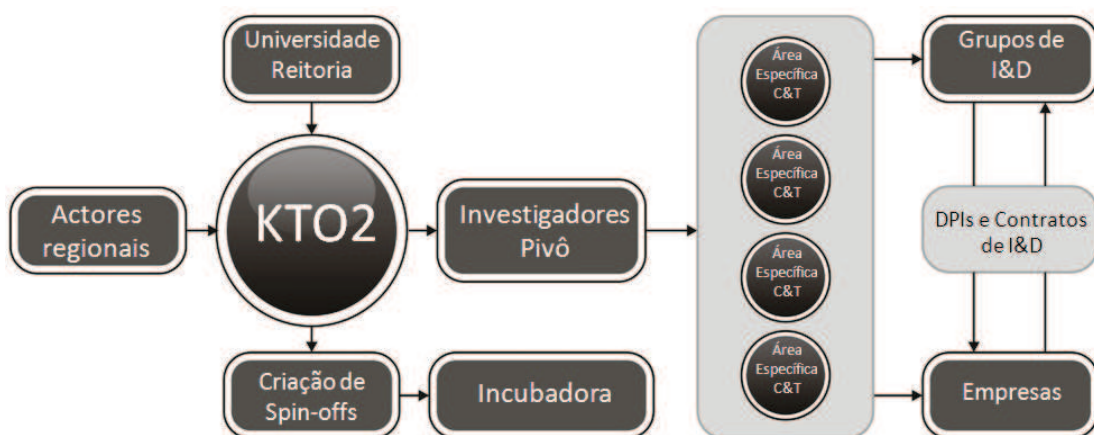 Universidade
Reitoria
Actores
regionais
KTO2
Investigadores
Pivô
Criação de
Spin-offs
Incubadora
Área
Específica
C&T
Área
Específica
C&T
Área
Específica
C&T
Área
Específica
C&T
Grupos de
I&D
DPIs e Contratos
de I&D
Empresas